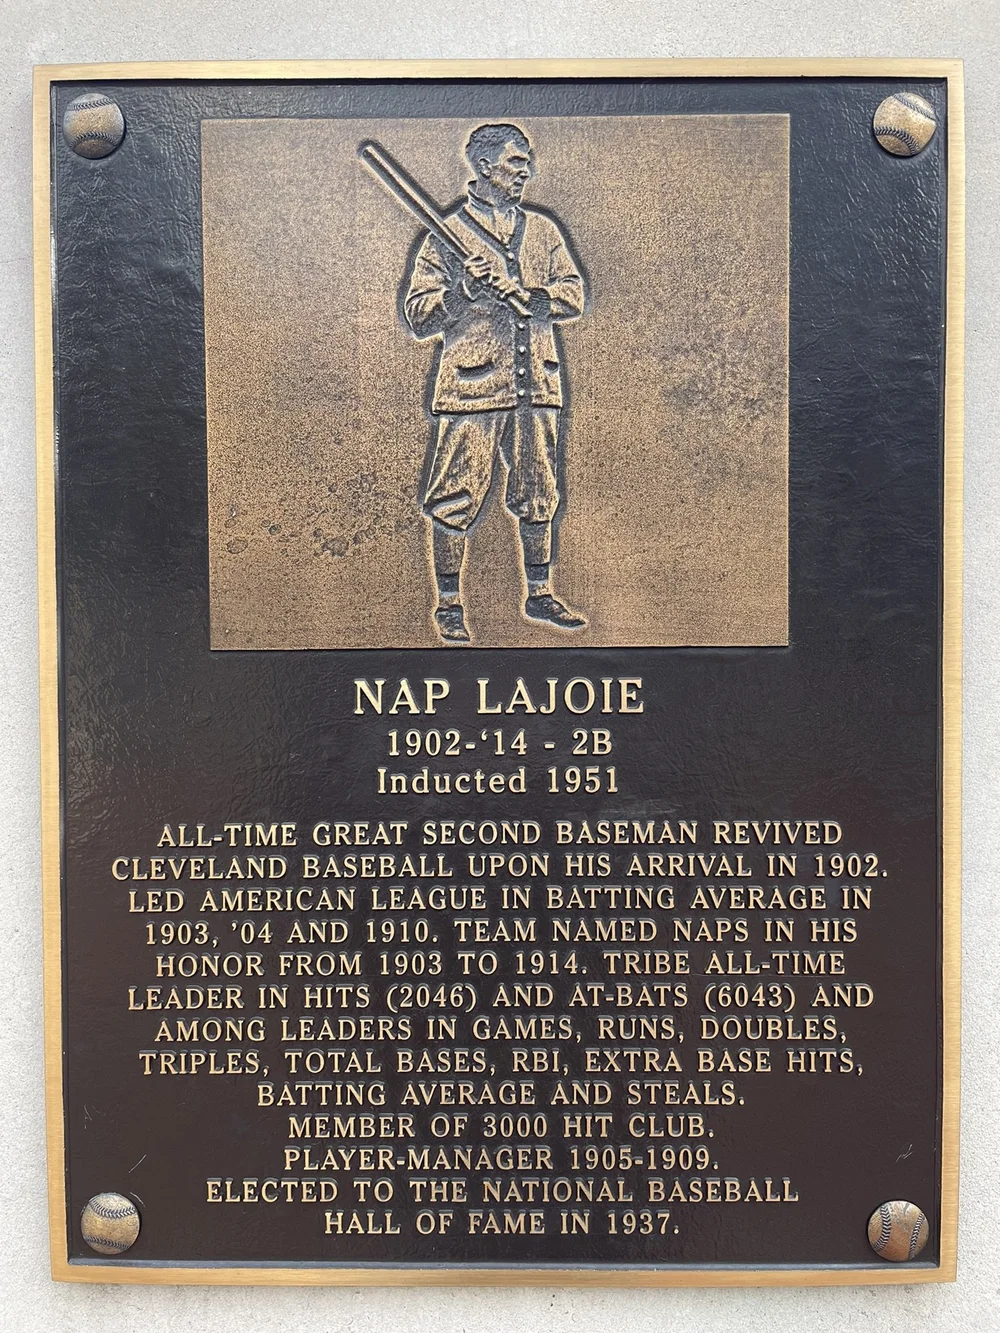 NAP LAJOIE
1902-‘14 - 2B
Inducted 1951
ALL-TIME GREAT SECOND BASEMAN REVIVED
CLEVELAND BASEBALL UPON HIS ARRIVAL IN 1902.
LED AMERICAN LEAGUE IN BATTING AVERAGE IN
1903, ’04 AND 1910. TEAM NAMED NAPS IN HIS
HONOR FROM 1903 TO 1914. TRIBE ALL-TIME
LEADER IN HITS (2046) AND AT-BATS (6043) AND
AMONG LEADERS IN GAMES, RUNS, DOUBLES,
TRIPLES, TOTAL BASES, RBI, EXTRA BASE HITS,
BATTING AVERAGE AND STEALS.
MEMBER OF 3000 HIT CLUB.
PLAYER-MANAGER 1905-1909.
ELECTED TO THE NATIONAL BASEBALL
HALL OF FAME IN 1937.